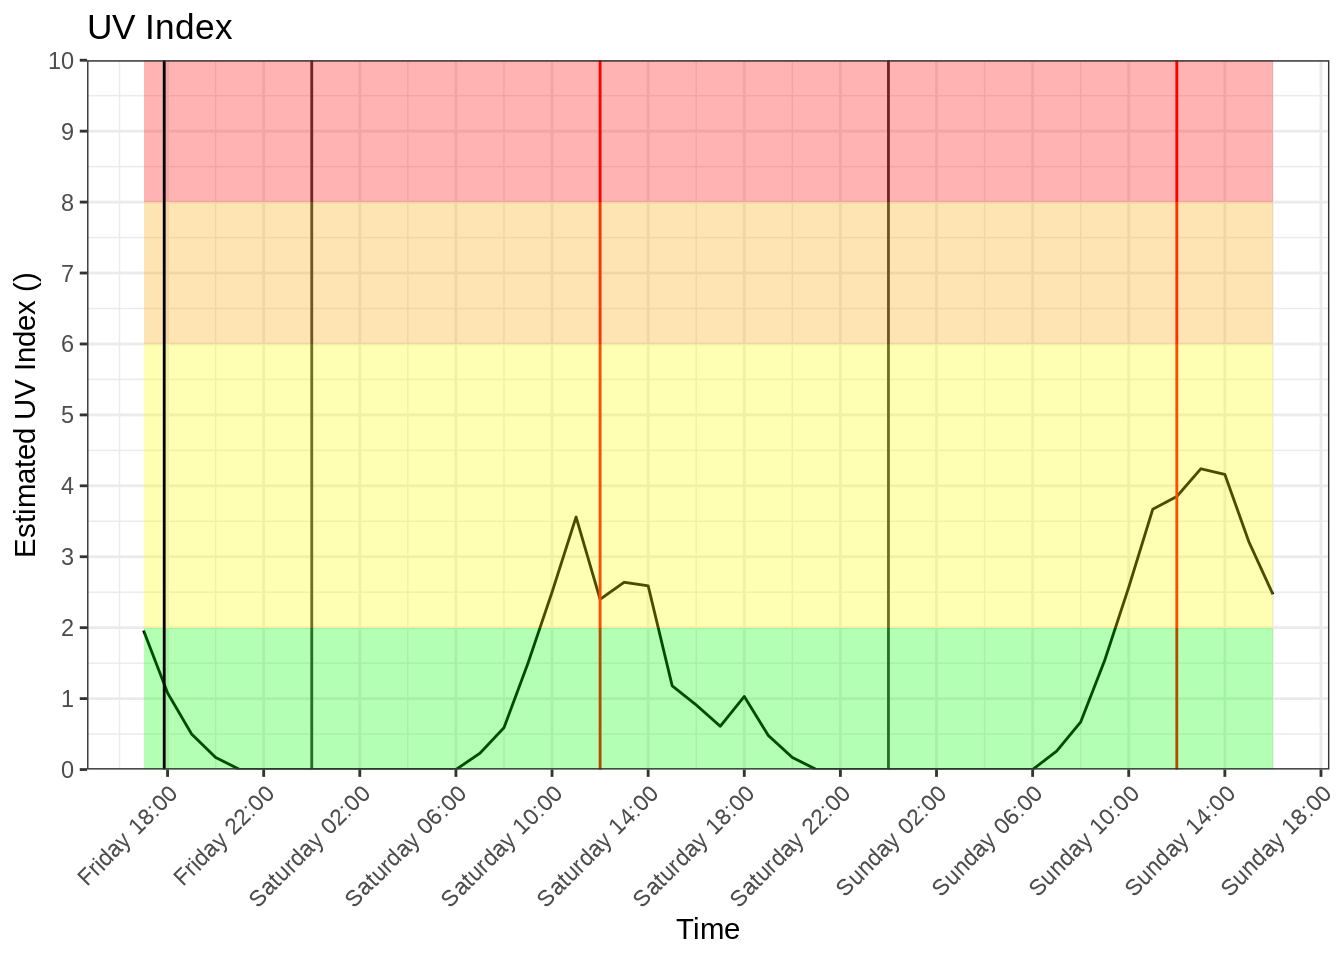 UV Index
Estimated UV Index ()
10
9
8
7
6
5
4
3
2
1
0
Friday 18:00
Friday 22:00
Saturday 02:00
Saturday 06:00
Saturday 10:00
Saturday 14:00
Saturday 18:00
Saturday 22:00
Sunday 02:00
Sunday 06:00
Sunday 10:00
Sunday 14:00
Sunday 18:00
Time